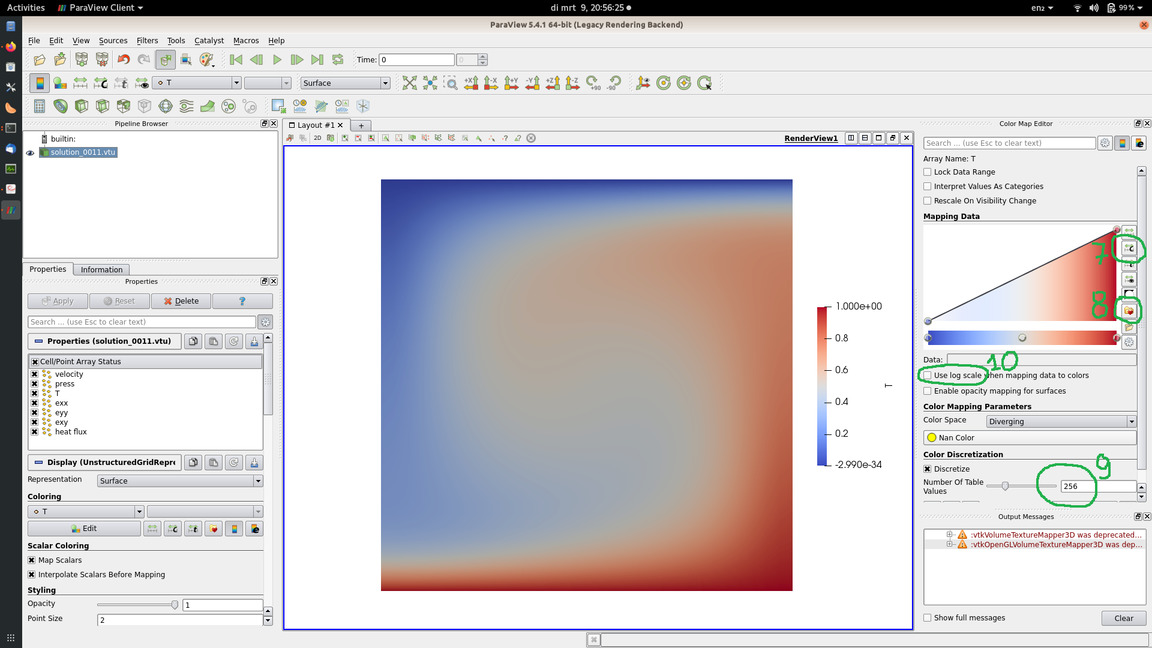 Activities ParaView Client di mrt 9, 20:56:25 en₂ 99%
ParaView 5.4.1 64-bit (Legacy Rendering Backend)
File Edit View Sources Filters Tools Catalyst Macros Help
Time: 0 0
T Surface
Pipeline Browser
builtin:
solution_0011.vtu
Properties Information
Properties
Apply Reset Delete ?
Search ... (use Esc to clear text)
Properties (solution_0011.vtu)
Cell/Point Array Status
velocity
press
T
exx
eyy
exy
heat flux
Display (UnstructuredGridRepre
Representation Surface
Coloring
T
Edit
Scalar Coloring
Map Scalars
Interpolate Scalars Before Mapping
Styling
Opacity 1
Point Size 2
Layout #1 +
2D RenderView1
1.000e+00
0.8
0.6
0.4
0.2
-2.990e-34
T
Color Map Editor
Search ... (use Esc to clear text)
Array Name: T
Lock Data Range
Interpret Values As Categories
Rescale On Visibility Change
Mapping Data
7
8
Data:
10
Use log scale when mapping data to colors
Enable opacity mapping for surfaces
Color Mapping Parameters
Color Space Diverging
Nan Color
Color Discretization
9
Discretize
Number Of Table Values 256
Output Messages
:vtkVolumeTextureMapper3D was deprecated...
:vtkOpenGLVolumeTextureMapper3D was dep...
Show full messages Clear